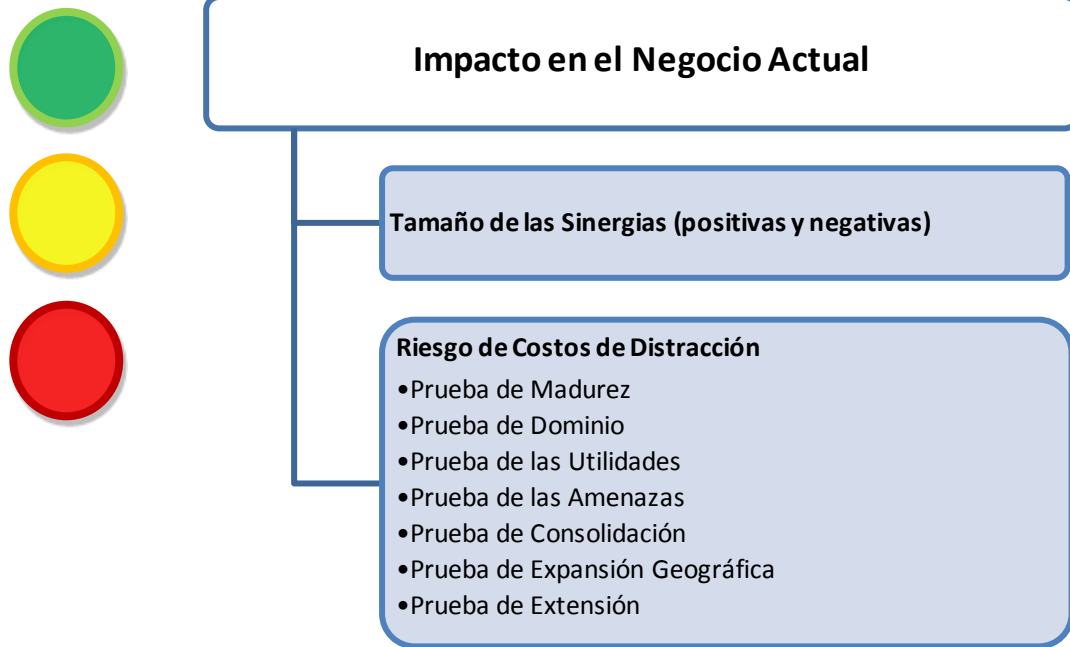 Impacto en el Negocio Actual
Tamaño de las Sinergias (positivas y negativas)
Riesgo de Costos de Distracción
•Prueba de Madurez
•Prueba de Dominio
•Prueba de las Utilidades
•Prueba de las Amenazas
•Prueba de Consolidación
•Prueba de Expansión Geográfica
•Prueba de Extensión